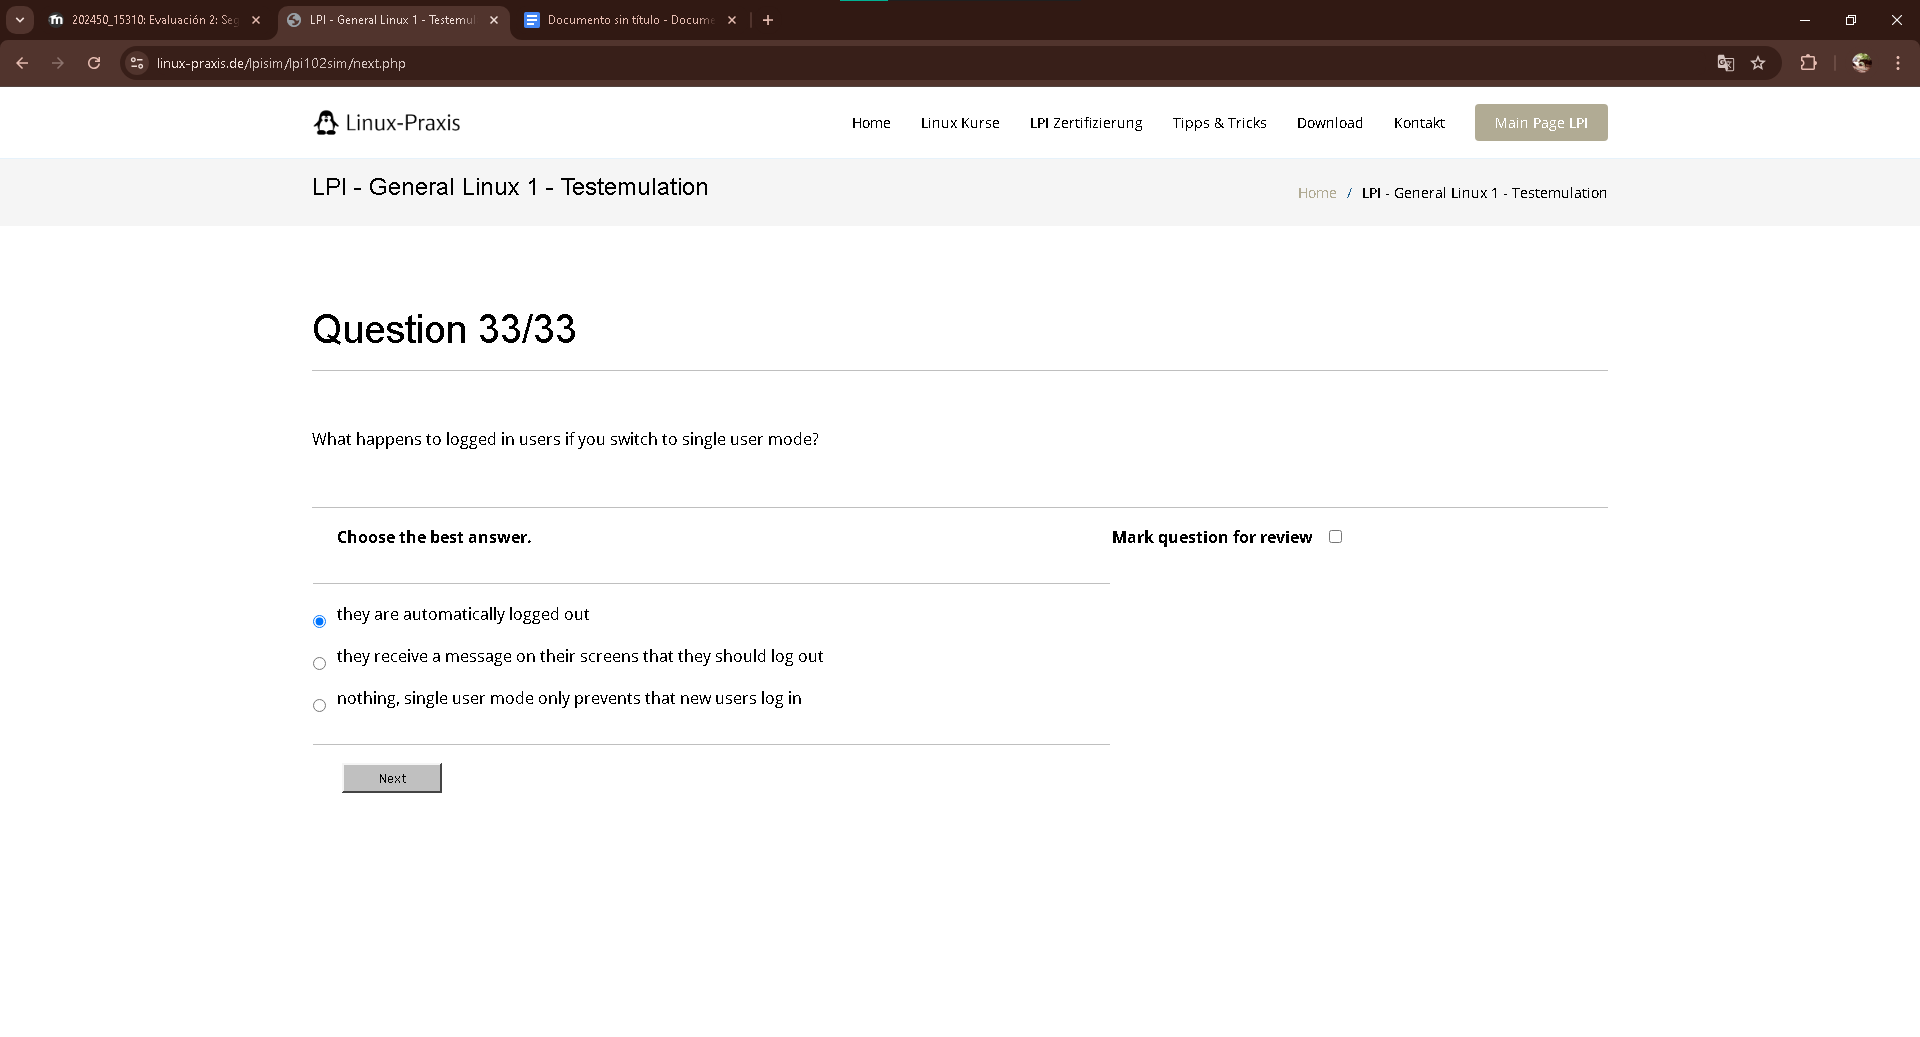 202450_15310: Evaluación 2: Seg
LPI - General Linux 1 - Testemul
Documento sin título - Docume
linux-praxis.de/lpisim/lpi102sim/next.php
Linux-Praxis
Home
Linux Kurse
LPI Zertifizierung
Tipps & Tricks
Download
Kontakt
Main Page LPI
LPI - General Linux 1 - Testemulation
Home / LPI - General Linux 1 - Testemulation
Question 33/33
What happens to logged in users if you switch to single user mode?
Choose the best answer.
Mark question for review
they are automatically logged out
they receive a message on their screens that they should log out
nothing, single user mode only prevents that new users log in
Next